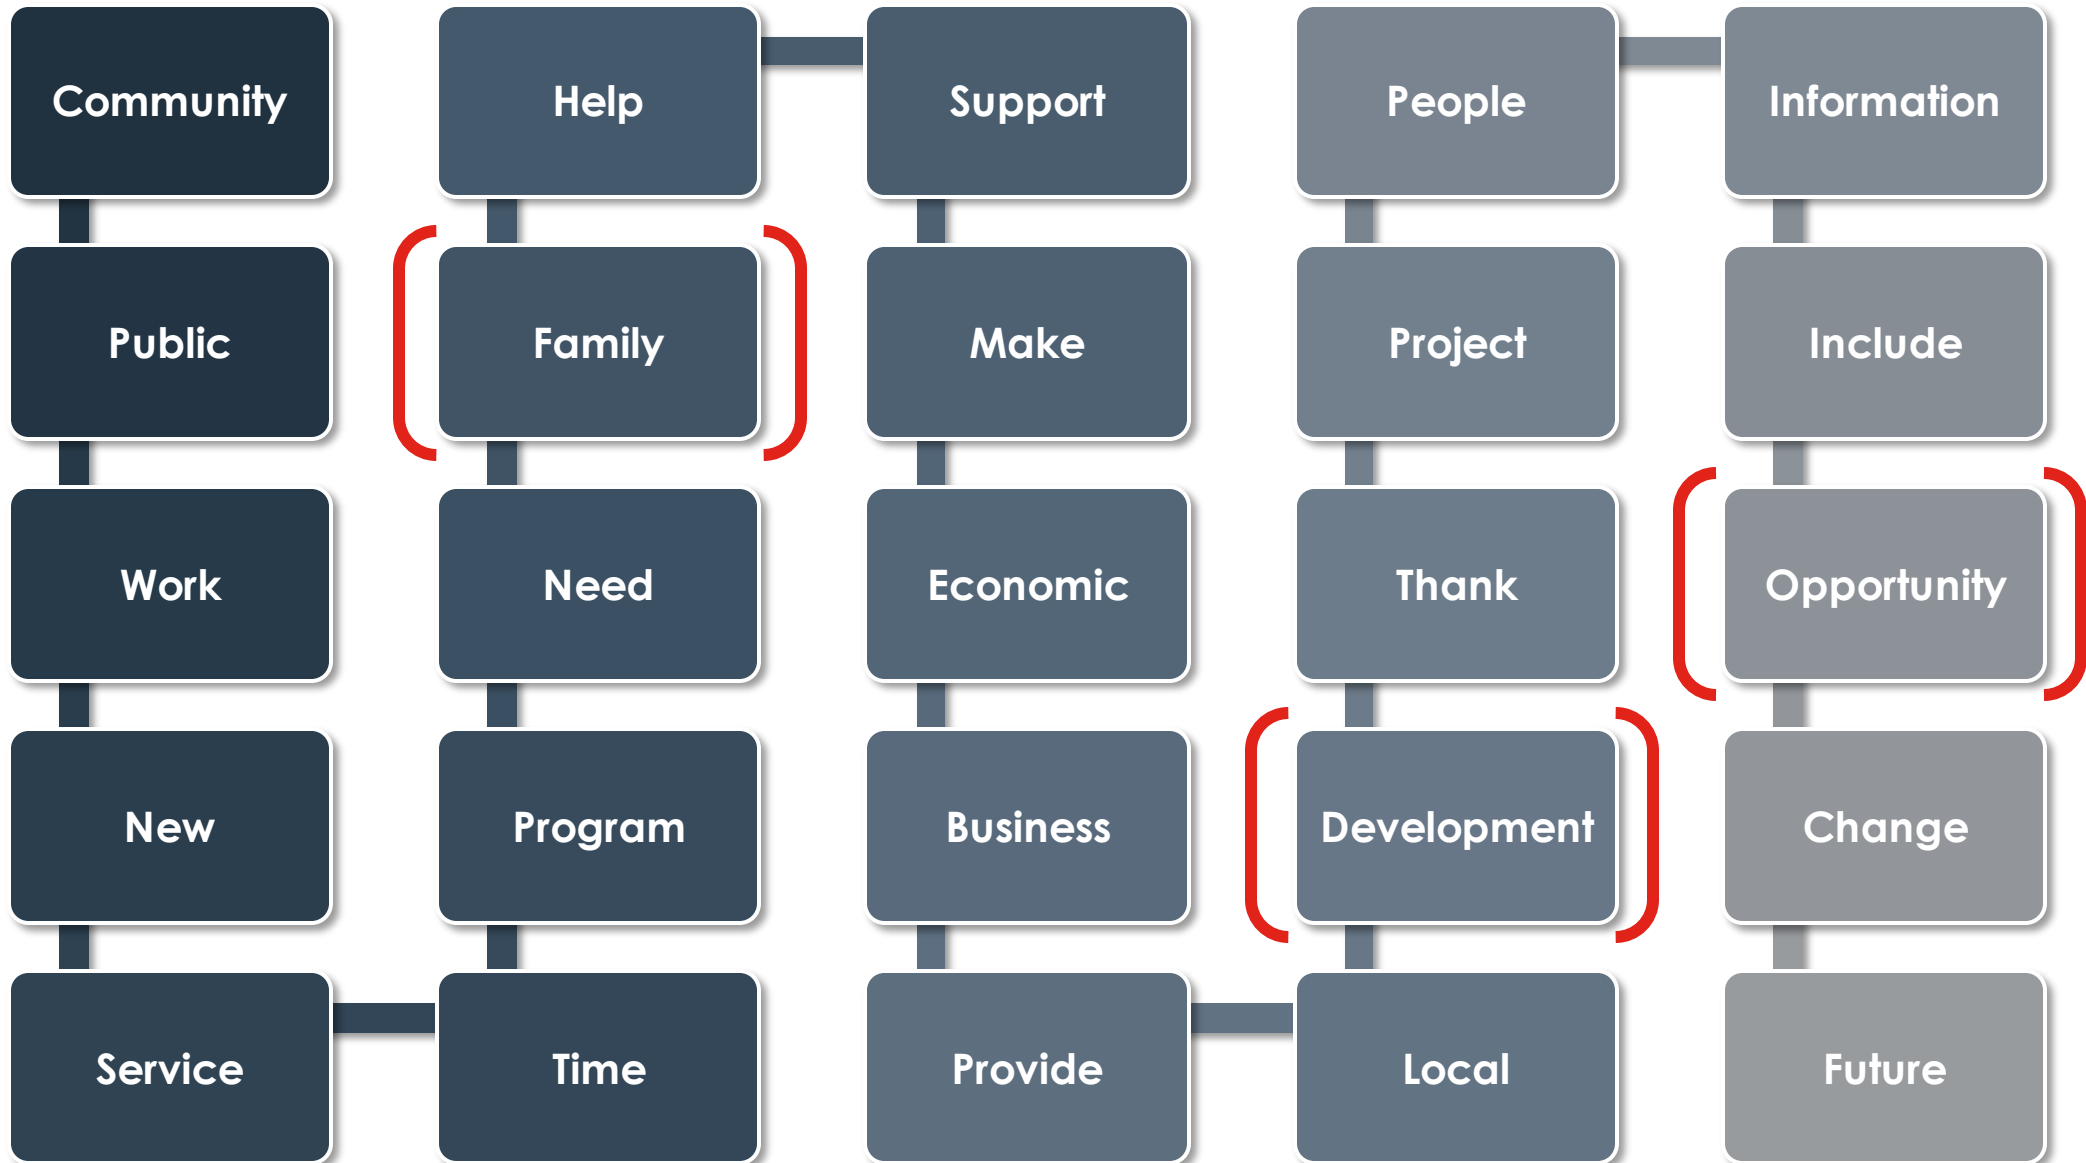 Community
Public
Work
New
Service
Time
Program
Need
Family
Help
Support
Make
Economic
Business
Provide
Local
Development
Thank
Project
People
Information
Include
Opportunity
Change
Future